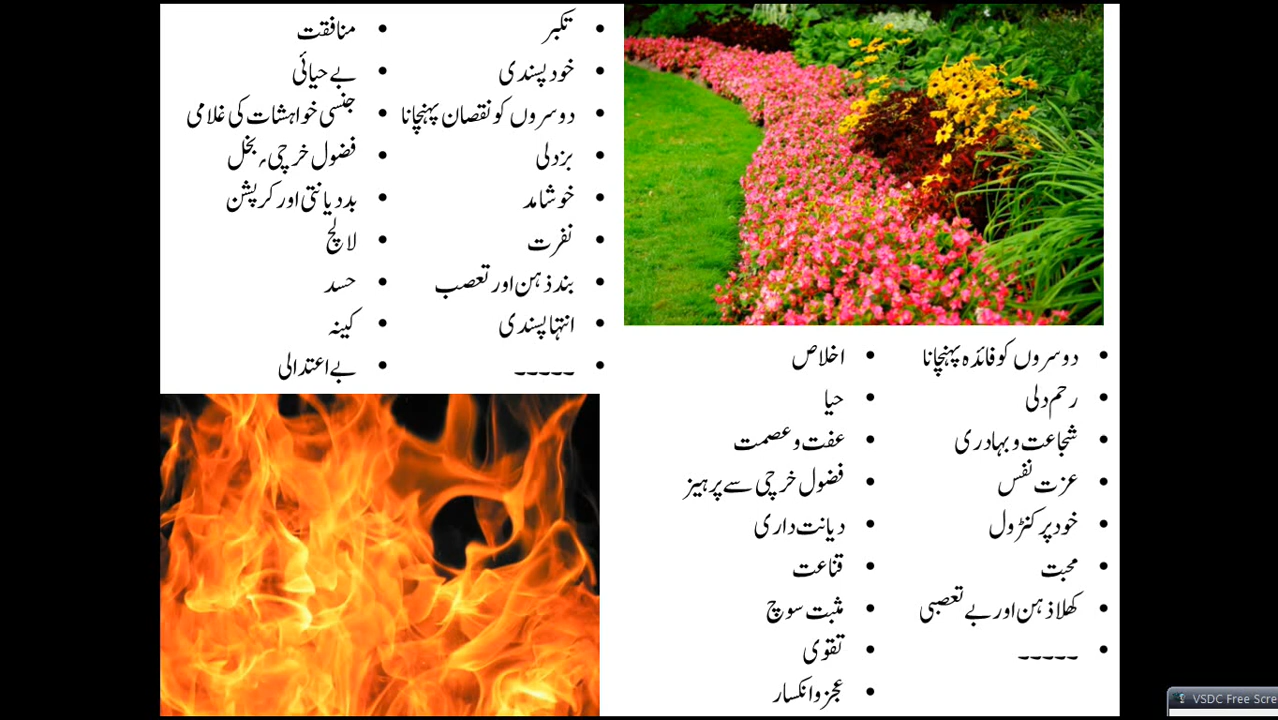 تکبر
خود پسندی
دوسروں کو نقصان پہنچانا
بزدلی
خوشامد
نفرت
بند ذہن اور تعصب
انتہا پسندی
-----
منافقت
بے حیائی
جنسی خواہشات کی غلامی
فضول خرچی، بخل
بددیانتی اور کرپشن
لالچ
حسد
کینہ
بے اعتدالی
دوسروں کو فائدہ پہنچانا
رحم دلی
شجاعت و بہادری
عزت نفس
خود پر کنٹرول
محبت
کھلا ذہن اور بے تعصبی
-----
اخلاص
حیا
عفت و عصمت
فضول خرچی سے پرہیز
دیانت داری
قناعت
مثبت سوچ
تقوی
عجز و انکسار
VSDC Free Scre